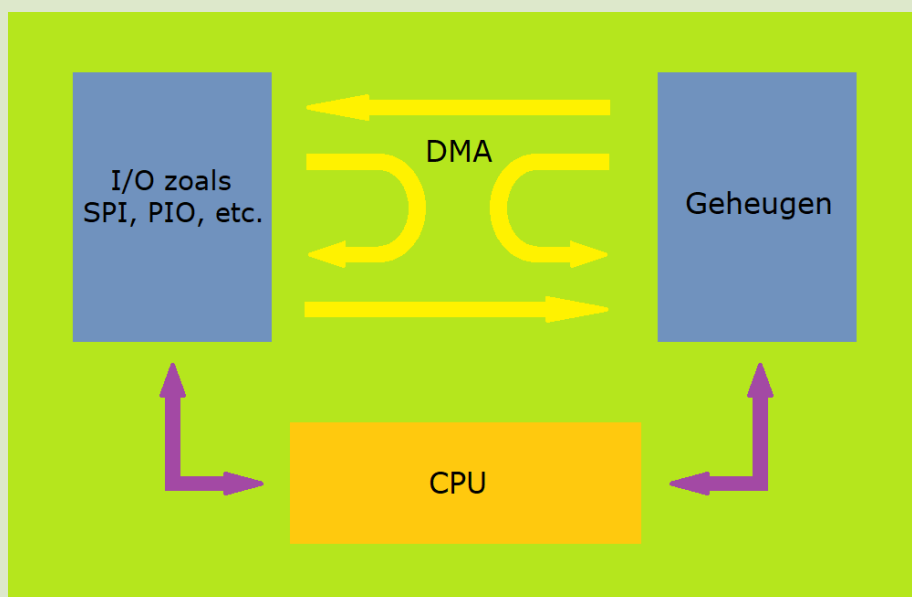 DMA
I/O zoals
SPI, PIO, etc.
Geheugen
CPU